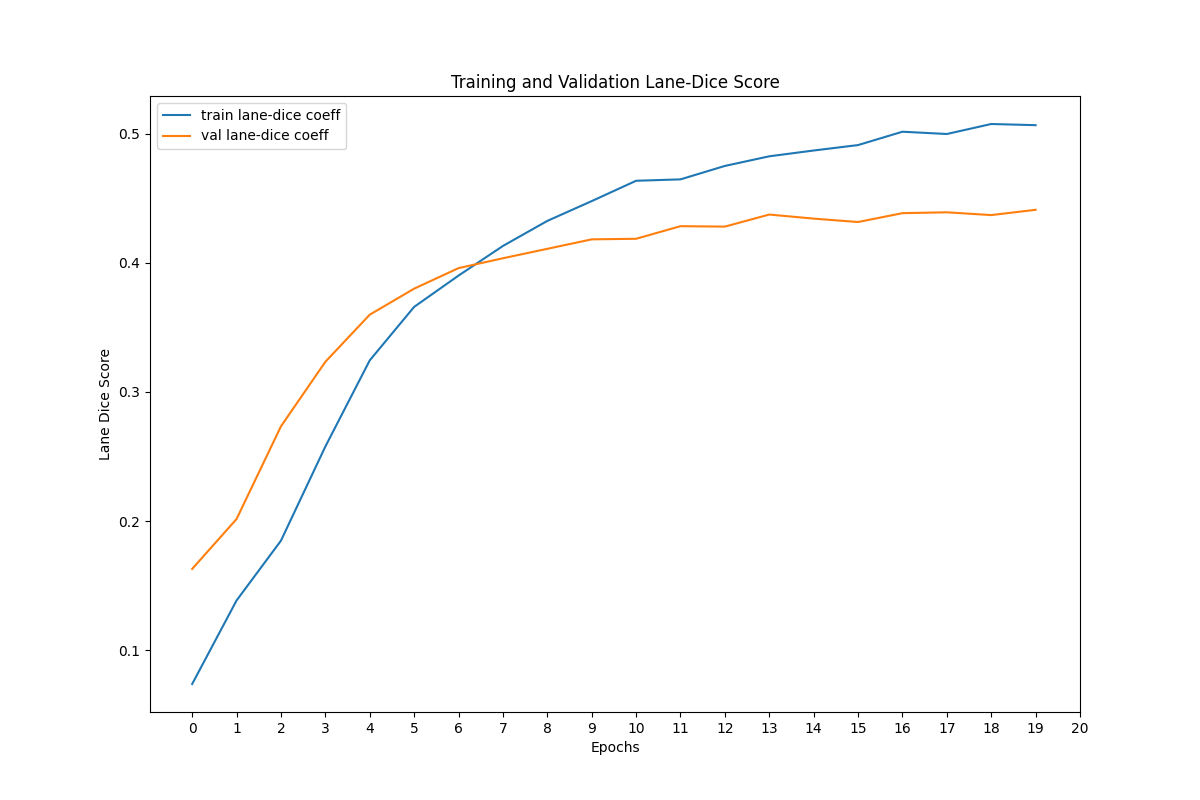 Training and Validation Lane-Dice Score
train lane-dice coeff
val lane-dice coeff
Lane Dice Score
0.5
0.4
0.3
0.2
0.1
0 1 2 3 4 5 6 7 8 9 10 11 12 13 14 15 16 17 18 19 20
Epochs